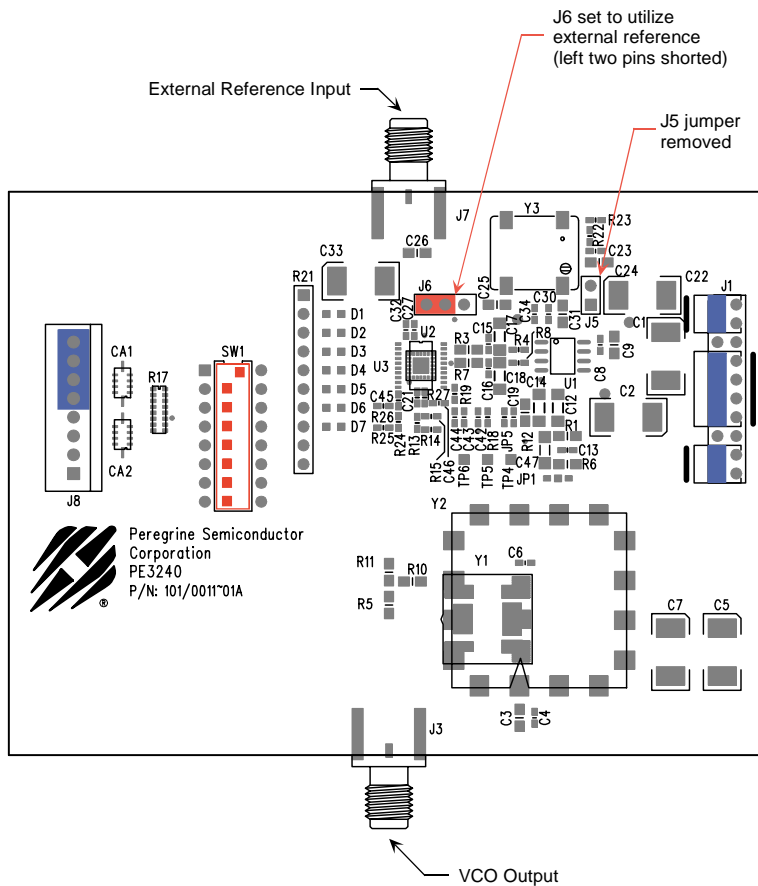 J6 set to utilize
external reference
(left two pins shorted)
External Reference Input
J5 jumper
removed
J7
Y3
R23
R22
C23
C26
C33
R21
J6
C25
C24
C22
J1
C32
C27
C30
C34
C31
J5
C17
C15
D1
D2
D3
D4
D5
D6
D7
U2
U3
R3
R7
R4
R8
U1
C1
C9
C8
C2
CA1
CA2
R17
SW1
C16
C18
C14
C19
C12
C45
C21
R27
R26
R25
R24
R13
R14
R15
C46
R19
C44
C43
C42
R18
JP5
R12
R1
C13
R6
C47
JP1
TP6
TP5
TP4
J8
Y2
Peregrine Semiconductor
Corporation
PE3240
P/N: 101/0011~01A
®
R11
R10
R5
Y1
C6
C7
C5
C3
C4
J3
VCO Output